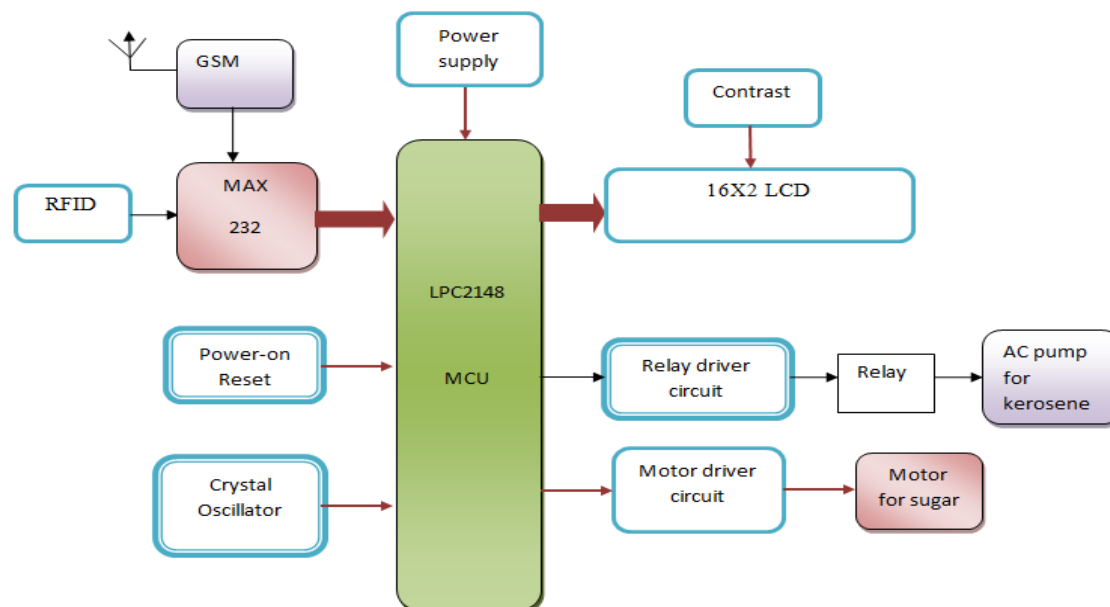 GSM
Power
supply
Contrast
RFID
MAX
232
16X2 LCD
LPC2148
MCU
Power-on
Reset
Relay driver
circuit
Relay
AC pump
for
kerosene
Crystal
Oscillator
Motor driver
circuit
Motor
for sugar